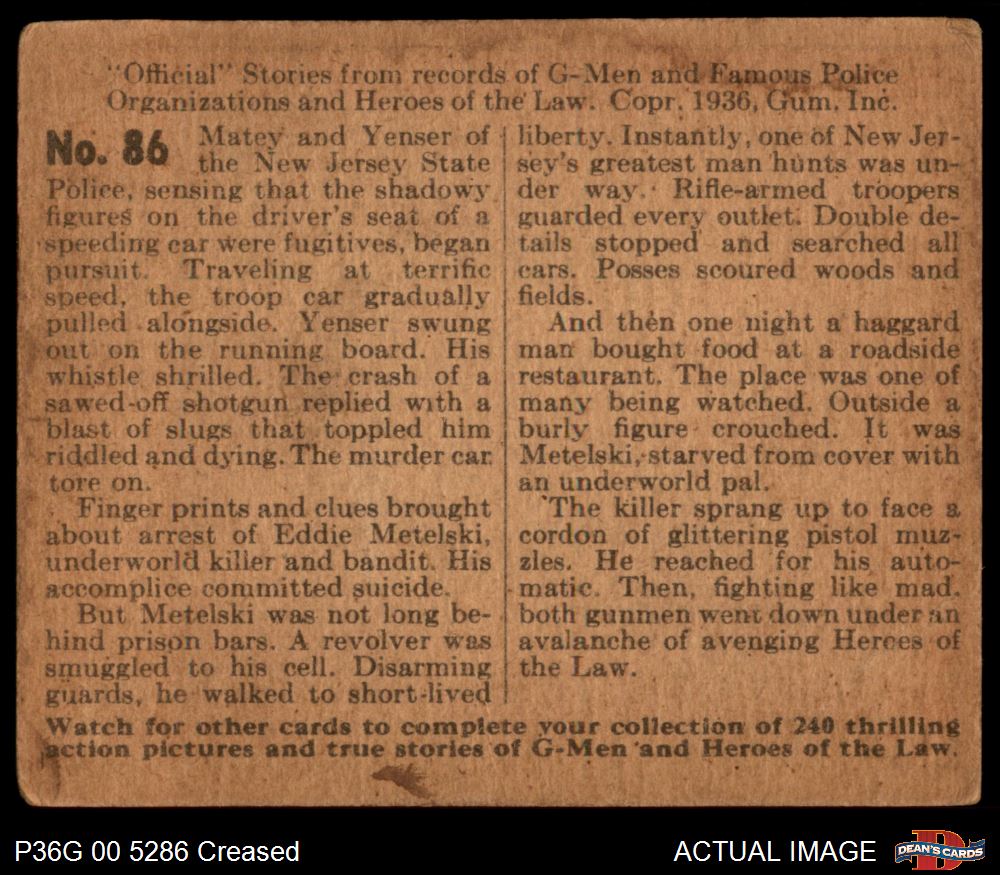 "Official" Stories from records of G-Men and Famous Police
Organizations and Heroes of the Law. Copr. 1936, Gum, Inc.
No. 86
Matey and Yenser of
the New Jersey State
Police, sensing that the shadowy
figures on the driver's seat of a
speeding car were fugitives, began
pursuit. Traveling at terrific
speed, the troop car gradually
pulled alongside. Yenser swung
out on the running board. His
whistle shrilled. The crash of a
sawed-off shotgun replied with a
blast of slugs that toppled him
riddled and dying. The murder car
tore on.
Finger prints and clues brought
about arrest of Eddie Metelski,
underworld killer and bandit. His
accomplice committed suicide.
But Metelski was not long be-
hind prison bars. A revolver was
smuggled to his cell. Disarming
guards, he walked to short-lived
liberty. Instantly, one of New Jer-
sey's greatest man hunts was un-
der way. Rifle-armed troopers
guarded every outlet. Double de-
tails stopped and searched all
cars. Posses scoured woods and
fields.
And then one night a haggard
man bought food at a roadside
restaurant. The place was one of
many being watched. Outside a
burly figure crouched. It was
Metelski, starved from cover with
an underworld pal.
The killer sprang up to face a
cordon of glittering pistol muz-
zles. He reached for his auto-
matic. Then, fighting like mad,
both gunmen went down under an
avalanche of avenging Heroes of
the Law.
Watch for other cards to complete your collection of 240 thrilling
action pictures and true stories of G-Men and Heroes of the Law.
P36G 00 5286 Creased
ACTUAL IMAGE
D
DEAN'S CARDS